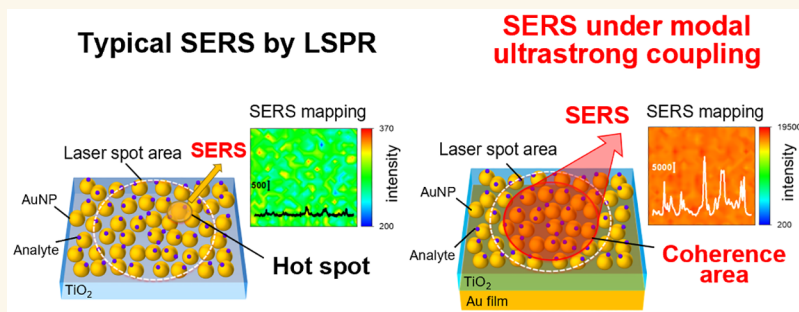 Typical SERS by LSPR
SERS mapping
370
Laser spot area
SERS
500
intensity
AuNP
Analyte
200
Hot spot
TiO2
SERS under modal
ultrastrong coupling
SERS
SERS mapping
19500
Laser spot area
5000
intensity
AuNP
Analyte
200
Coherence
area
TiO2
Au film